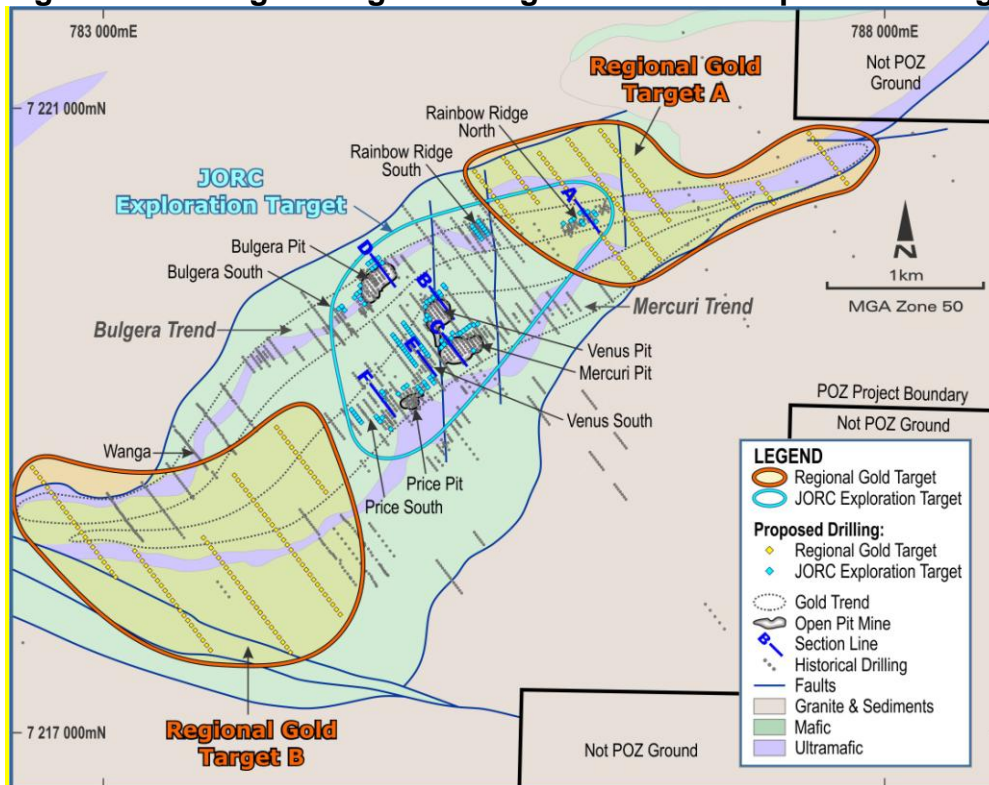 783 000mE
788 000mE
Not POZ
Ground
Regional Gold
Target A
7 221 000mN
Rainbow Ridge
North
Rainbow Ridge
South
JORC
Exploration Target
A
N
1km
MGA Zone 50
Bulgera Pit
D
Bulgera South
B
Bulgera Trend
Mercuri Trend
C
Venus Pit
E
Mercuri Pit
F
Venus South
POZ Project Boundary
Not POZ Ground
Wanga
Price Pit
Price South
LEGEND
Regional Gold Target
JORC Exploration Target
Proposed Drilling:
Regional Gold Target
JORC Exploration Target
Gold Trend
Open Pit Mine
B
Section Line
Historical Drilling
Faults
Granite & Sediments
Mafic
Ultramafic
7 217 000mN
Regional Gold
Target B
Not POZ Ground